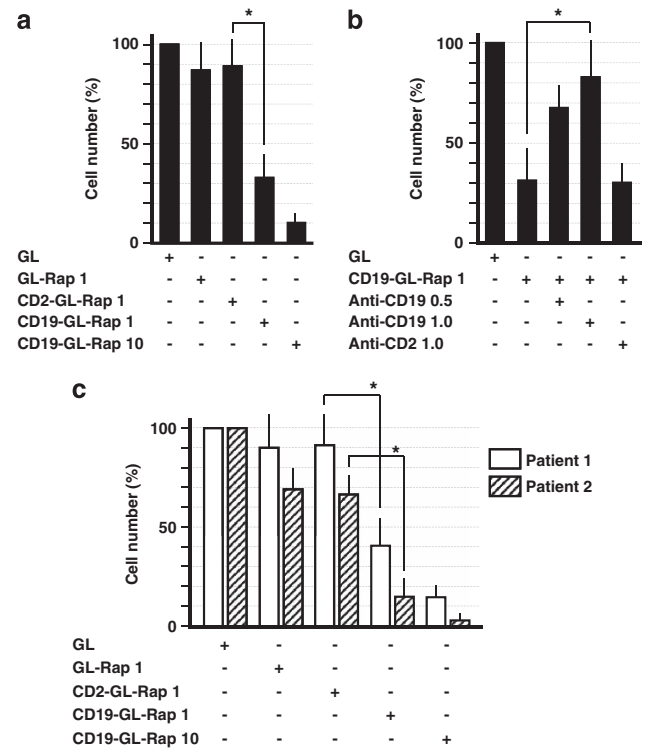 a
*
100
50
0
Cell number (%)
GL + - - - -
GL-Rap 1 - + - - -
CD2-GL-Rap 1 - - + - -
CD19-GL-Rap 1 - - - + -
CD19-GL-Rap 10 - - - - +
b
*
100
50
0
Cell number (%)
GL + - - - -
CD19-GL-Rap 1 - + + + +
Anti-CD19 0.5 - - + - -
Anti-CD19 1.0 - - - + -
Anti-CD2 1.0 - - - - +
c
*
*
100
50
0
Cell number (%)
Patient 1
Patient 2
GL + - - - -
GL-Rap 1 - + - - -
CD2-GL-Rap 1 - - + - -
CD19-GL-Rap 1 - - - + -
CD19-GL-Rap 10 - - - - +